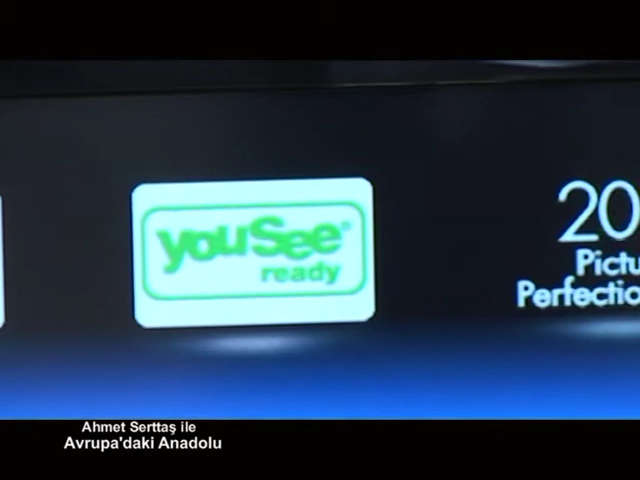 youSee®
ready
20
Pictu
Perfectio
Ahmet Serttaş ile
Avrupa'daki Anadolu